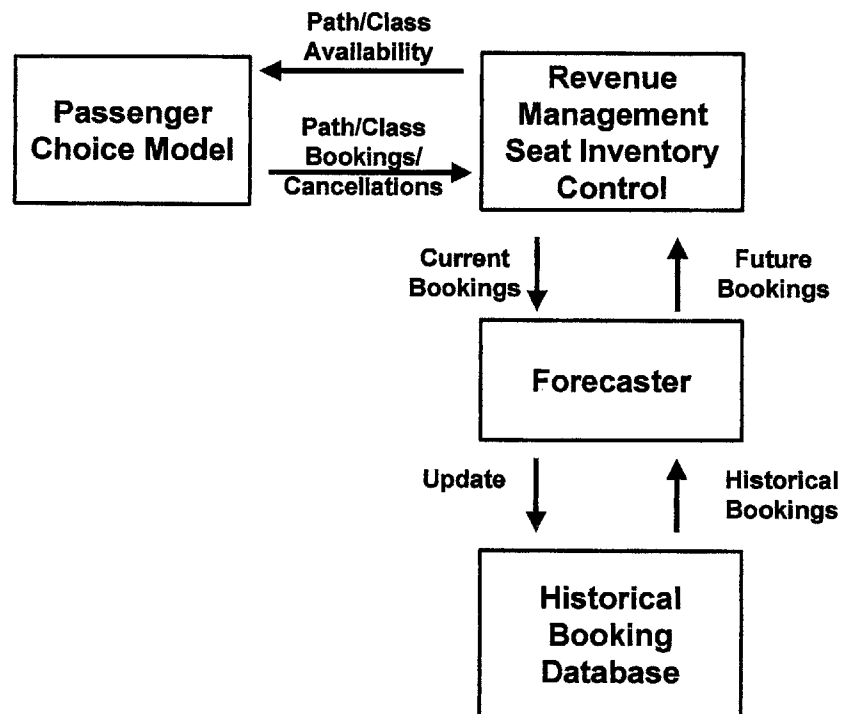 Path/Class
Availability
Passenger
Choice Model
Path/Class
Bookings/
Cancellations
Revenue
Management
Seat Inventory
Control
Current
Bookings
Future
Bookings
Forecaster
Update
Historical
Bookings
Historical
Booking
Database